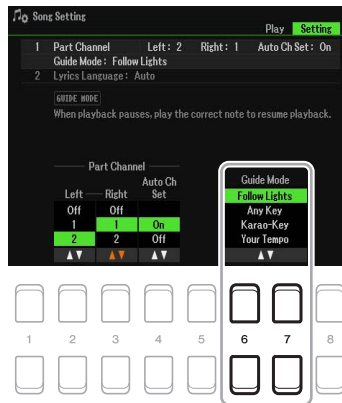 Song Setting
Play Setting
1 Part Channel Left: 2 Right: 1 Auto Ch Set: On
Guide Mode: Follow Lights
2 Lyrics Language: Auto
GUIDE MODE
When playback pauses, play the correct note to resume playback.
Part Channel
Left Right Auto Ch Set
Off Off
1 1 On
2 2 Off
Guide Mode
Follow Lights
Any Key
Karao-Key
Your Tempo
1 2 3 4 5 6 7 8